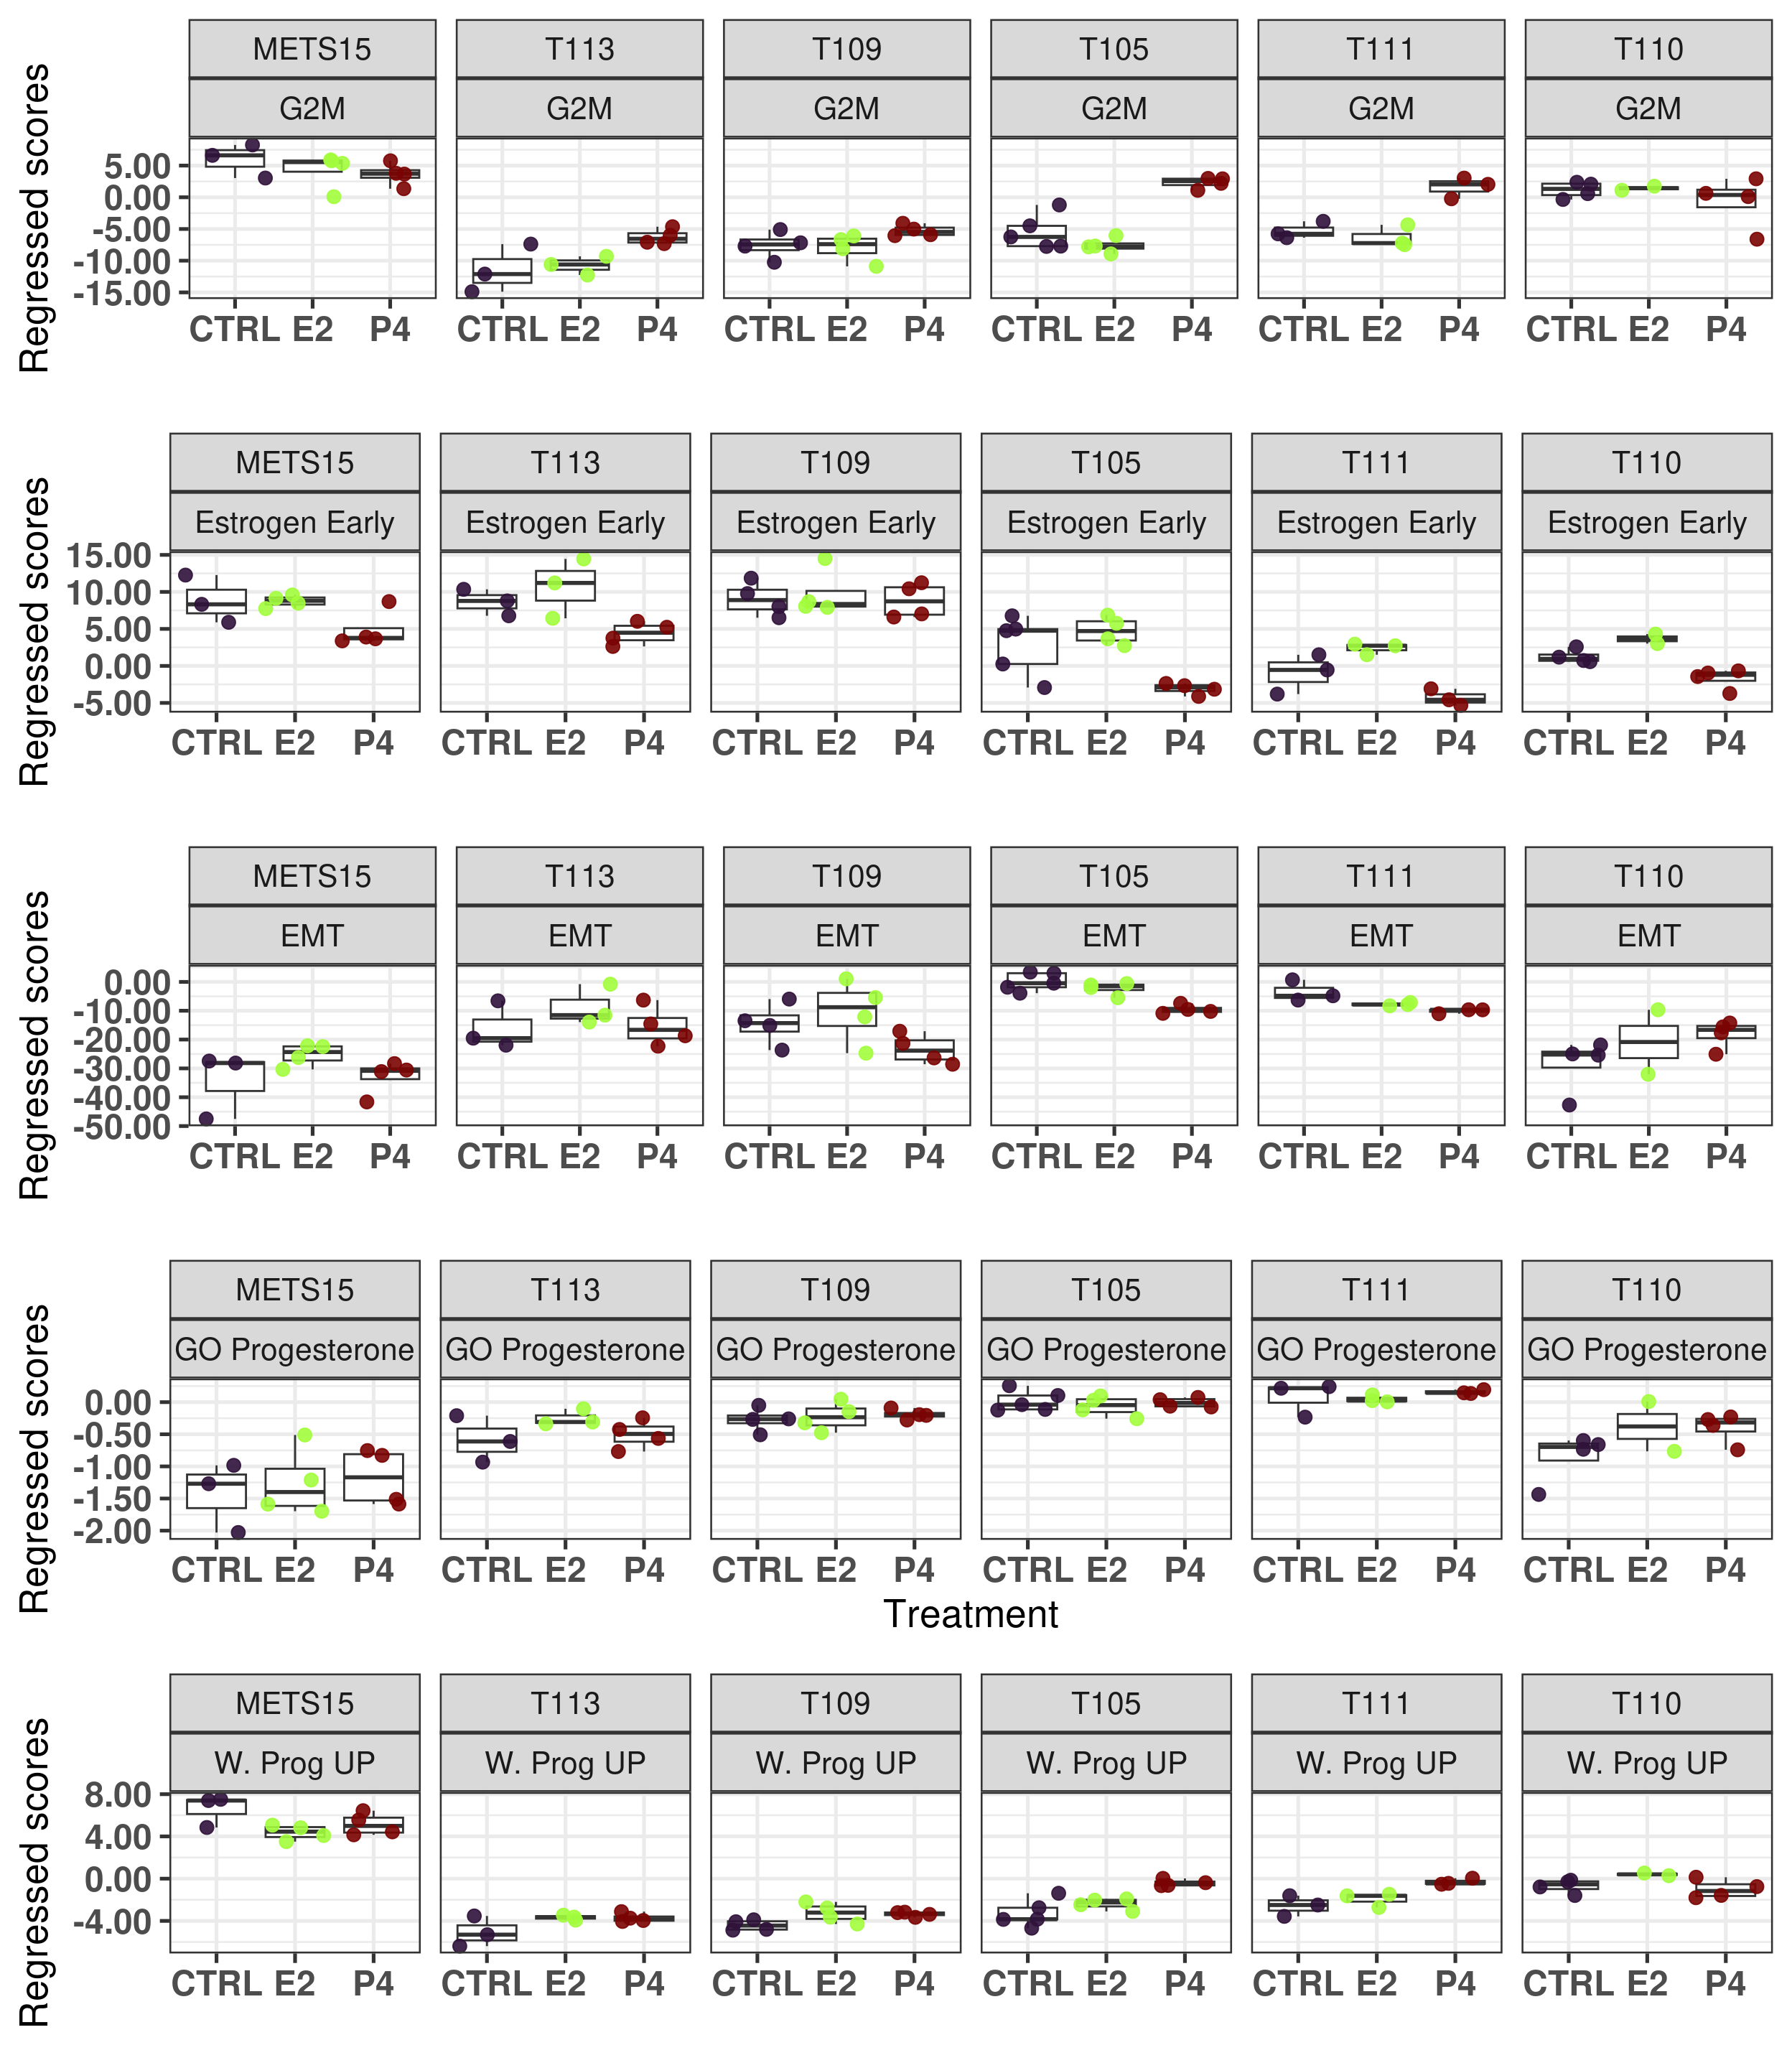 METS15 T113 T109 T105 T111 T110
G2M G2M G2M G2M G2M G2M
Regressed scores
5.00
0.00
-5.00
-10.00
-15.00
CTRL E2 P4 CTRL E2 P4 CTRL E2 P4 CTRL E2 P4 CTRL E2 P4 CTRL E2 P4
METS15 T113 T109 T105 T111 T110
Estrogen Early Estrogen Early Estrogen Early Estrogen Early Estrogen Early Estrogen Early
Regressed scores
15.00
10.00
5.00
0.00
-5.00
CTRL E2 P4 CTRL E2 P4 CTRL E2 P4 CTRL E2 P4 CTRL E2 P4 CTRL E2 P4
METS15 T113 T109 T105 T111 T110
EMT EMT EMT EMT EMT EMT
Regressed scores
0.00
-10.00
-20.00
-30.00
-40.00
-50.00
CTRL E2 P4 CTRL E2 P4 CTRL E2 P4 CTRL E2 P4 CTRL E2 P4 CTRL E2 P4
METS15 T113 T109 T105 T111 T110
GO Progesterone GO Progesterone GO Progesterone GO Progesterone GO Progesterone GO Progesterone
Regressed scores
0.00
-0.50
-1.00
-1.50
-2.00
CTRL E2 P4 CTRL E2 P4 CTRL E2 P4 CTRL E2 P4 CTRL E2 P4 CTRL E2 P4
Treatment
METS15 T113 T109 T105 T111 T110
W. Prog UP W. Prog UP W. Prog UP W. Prog UP W. Prog UP W. Prog UP
Regressed scores
8.00
4.00
0.00
-4.00
CTRL E2 P4 CTRL E2 P4 CTRL E2 P4 CTRL E2 P4 CTRL E2 P4 CTRL E2 P4